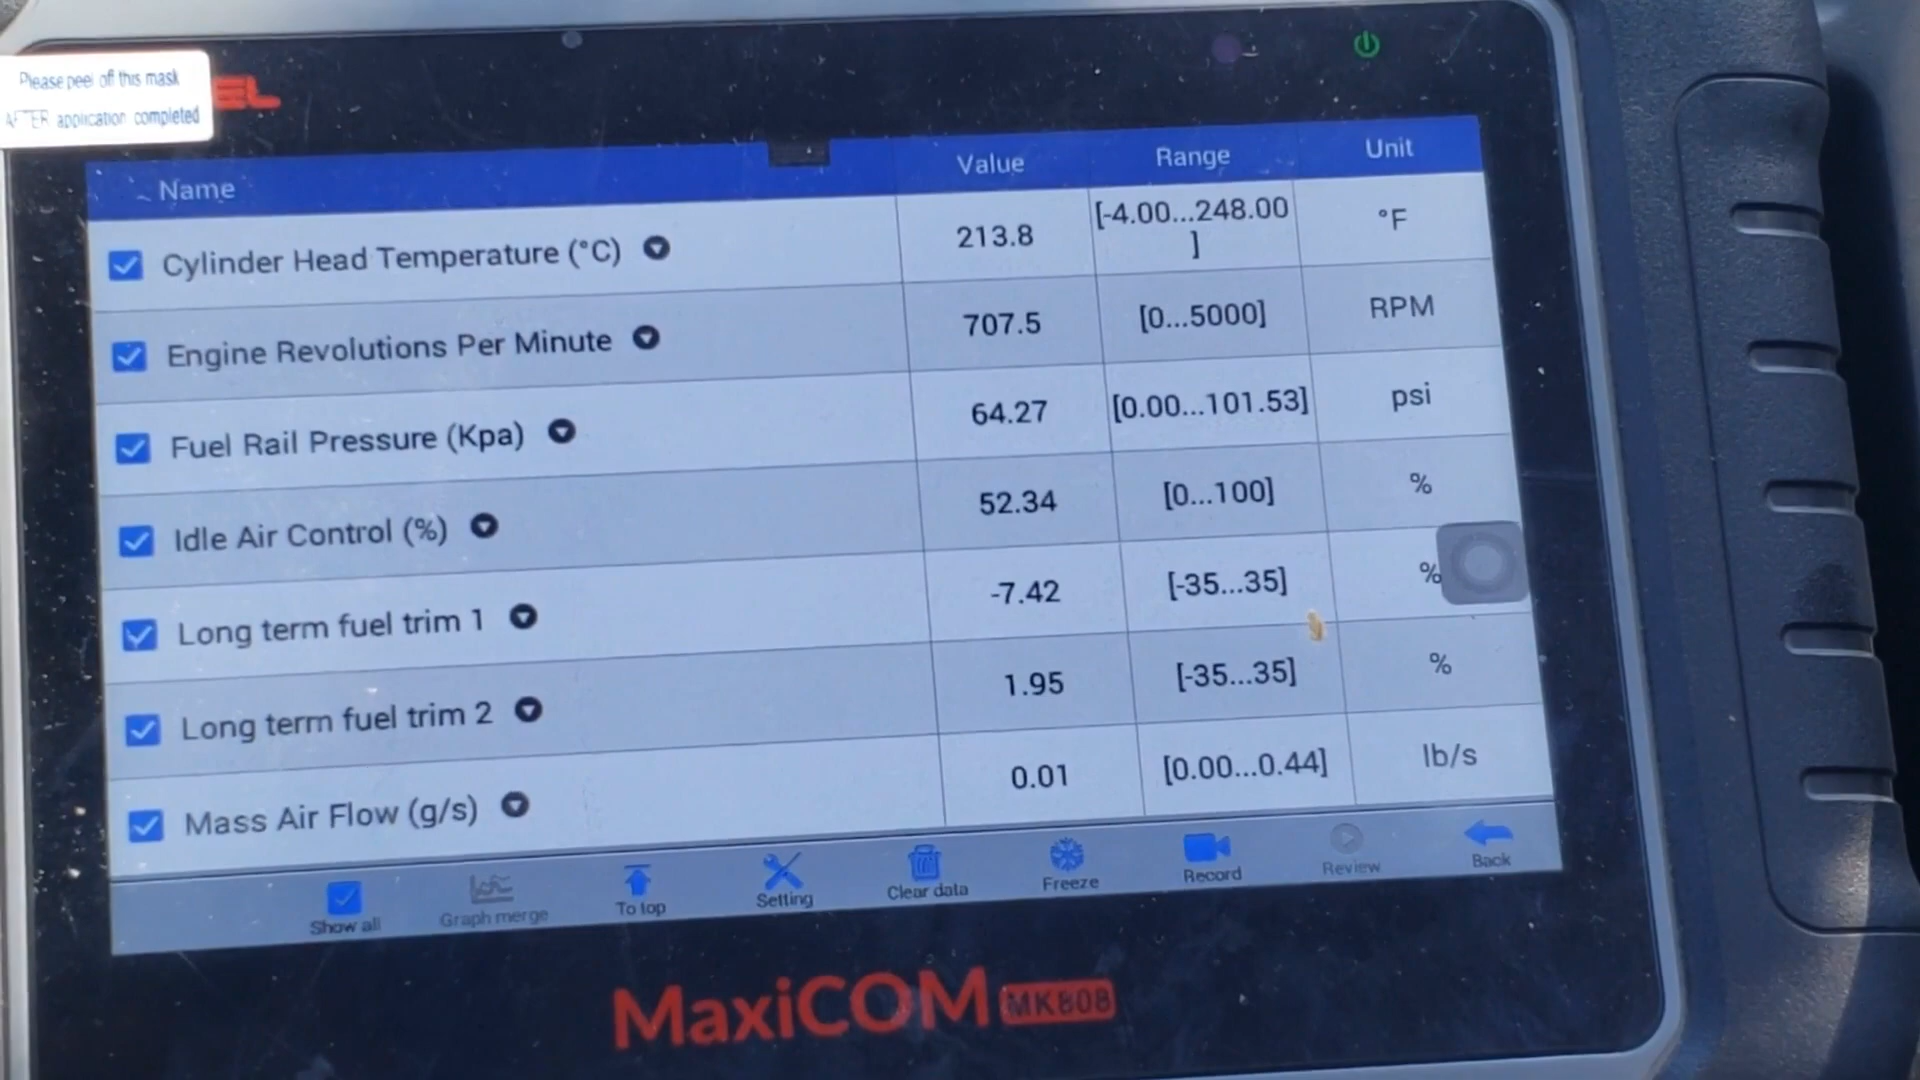 Please peel off this mask
AFTER application completed
EL
Name Value Range Unit
Cylinder Head Temperature (°C) 213.8 [-4.00...248.00
] °F
Engine Revolutions Per Minute 707.5 [0...5000] RPM
Fuel Rail Pressure (Kpa) 64.27 [0.00...101.53] psi
Idle Air Control (%) 52.34 [0...100] %
Long term fuel trim 1 -7.42 [-35...35] %
Long term fuel trim 2 1.95 [-35...35] %
Mass Air Flow (g/s) 0.01 [0.00...0.44] lb/s
Show all Graph merge To top Setting Clear data Freeze Record Review Back
MaxiCOM MK808